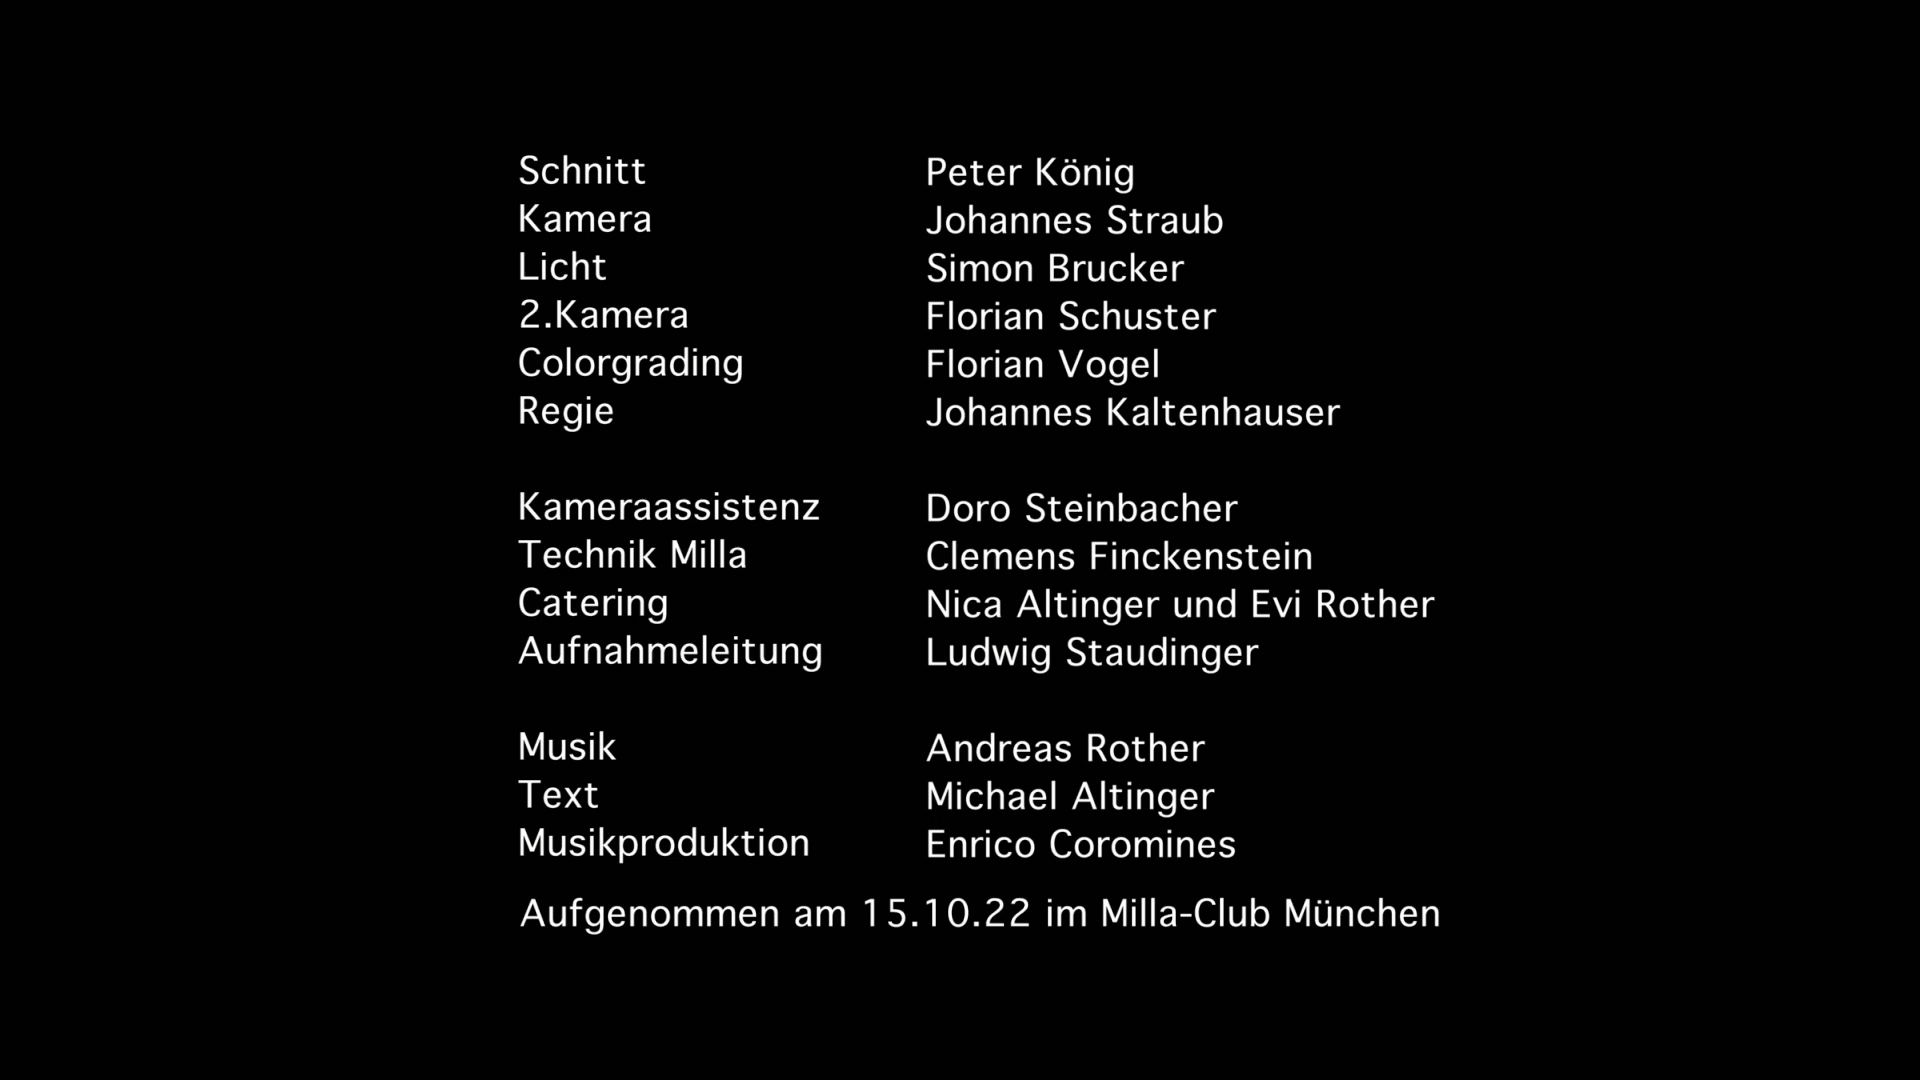 Schnitt Peter König
Kamera Johannes Straub
Licht Simon Brucker
2.Kamera Florian Schuster
Colorgrading Florian Vogel
Regie Johannes Kaltenhauser
Kameraassistenz Doro Steinbacher
Technik Milla Clemens Finckenstein
Catering Nica Altinger und Evi Rother
Aufnahmeleitung Ludwig Staudinger
Musik Andreas Rother
Text Michael Altinger
Musikproduktion Enrico Coromines
Aufgenommen am 15.10.22 im Milla-Club München